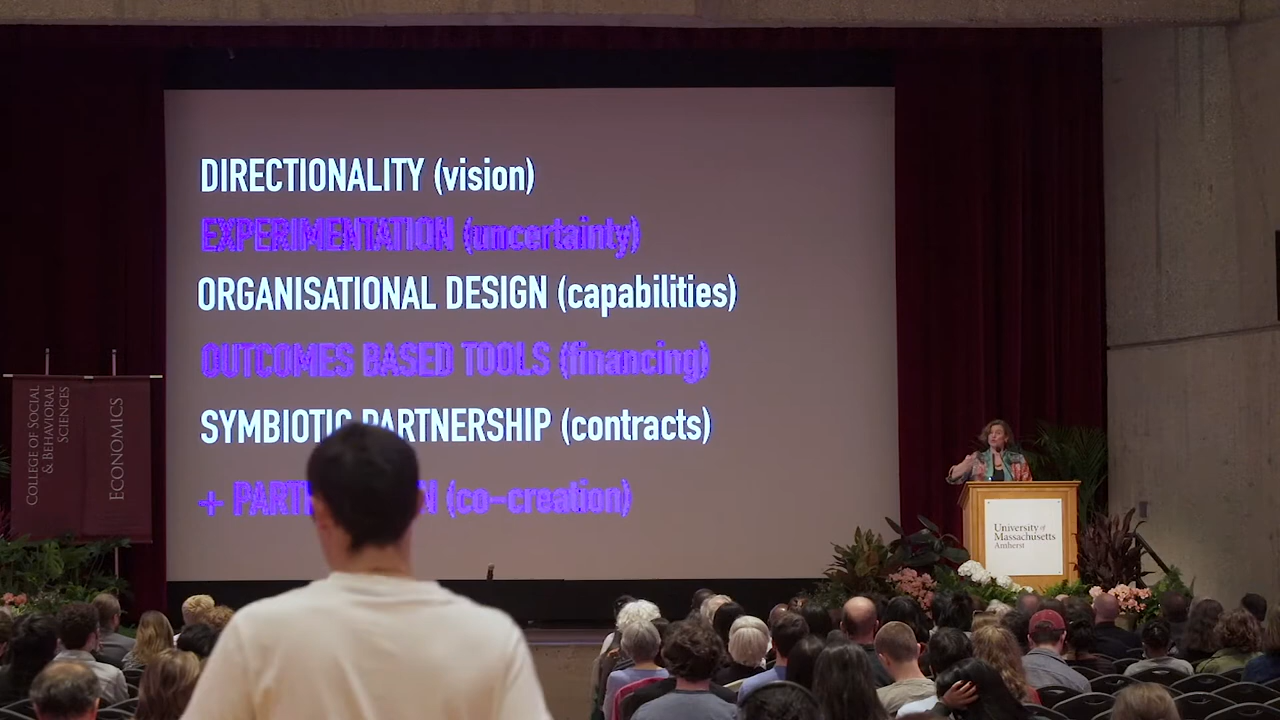 DIRECTIONALITY (vision)
EXPERIMENTATION (uncertainty)
ORGANISATIONAL DESIGN (capabilities)
OUTCOMES BASED TOOLS (financing)
SYMBIOTIC PARTNERSHIP (contracts)
+ (co-creation)
COLLEGE OF SOCIAL
& BEHAVIORAL
SCIENCES
ECONOMICS
University of
Massachusetts
Amherst